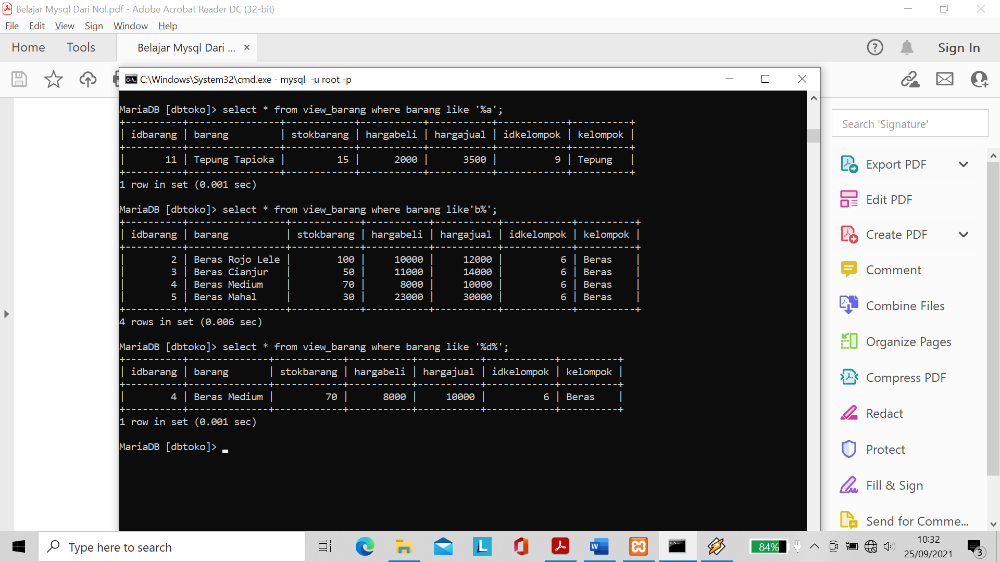 Belajar Mysql Dari Nol.pdf - Adobe Acrobat Reader DC (32-bit)
File Edit View Sign Window Help
Home Tools Belajar Mysql Dari ... × Sign In
C:\Windows\System32\cmd.exe - mysql  -u root -p
MariaDB [dbtoko]> select * from view_barang where barang like '%a';
+----------+----------------+------------+-----------+-----------+------------+----------+
| idbarang | barang         | stokbarang | hargabeli | hargajual | idkelompok | kelompok |
+----------+----------------+------------+-----------+-----------+------------+----------+
|       11 | Tepung Tapioka |         15 |      2000 |      3500 |          9 | Tepung   |
+----------+----------------+------------+-----------+-----------+------------+----------+
1 row in set (0.001 sec)
MariaDB [dbtoko]> select * from view_barang where barang like'b%';
+----------+-----------------+------------+-----------+-----------+------------+----------+
| idbarang | barang          | stokbarang | hargabeli | hargajual | idkelompok | kelompok |
+----------+-----------------+------------+-----------+-----------+------------+----------+
|        2 | Beras Rojo Lele |        100 |     10000 |     12000 |          6 | Beras    |
|        3 | Beras Cianjur   |         50 |     11000 |     14000 |          6 | Beras    |
|        4 | Beras Medium    |         70 |      8000 |     10000 |          6 | Beras    |
|        5 | Beras Mahal     |         30 |     23000 |     30000 |          6 | Beras    |
+----------+-----------------+------------+-----------+-----------+------------+----------+
4 rows in set (0.006 sec)
MariaDB [dbtoko]> select * from view_barang where barang like '%d%';
+----------+--------------+------------+-----------+-----------+------------+----------+
| idbarang | barang       | stokbarang | hargabeli | hargajual | idkelompok | kelompok |
+----------+--------------+------------+-----------+-----------+------------+----------+
|        4 | Beras Medium |         70 |      8000 |     10000 |          6 | Beras    |
+----------+--------------+------------+-----------+-----------+------------+----------+
1 row in set (0.001 sec)
MariaDB [dbtoko]>
Search 'Signature'
Export PDF
Edit PDF
Create PDF
Comment
Combine Files
Organize Pages
Compress PDF
Redact
Protect
Fill & Sign
Send for Comme...
Type here to search
84%
10:32
25/09/2021
3